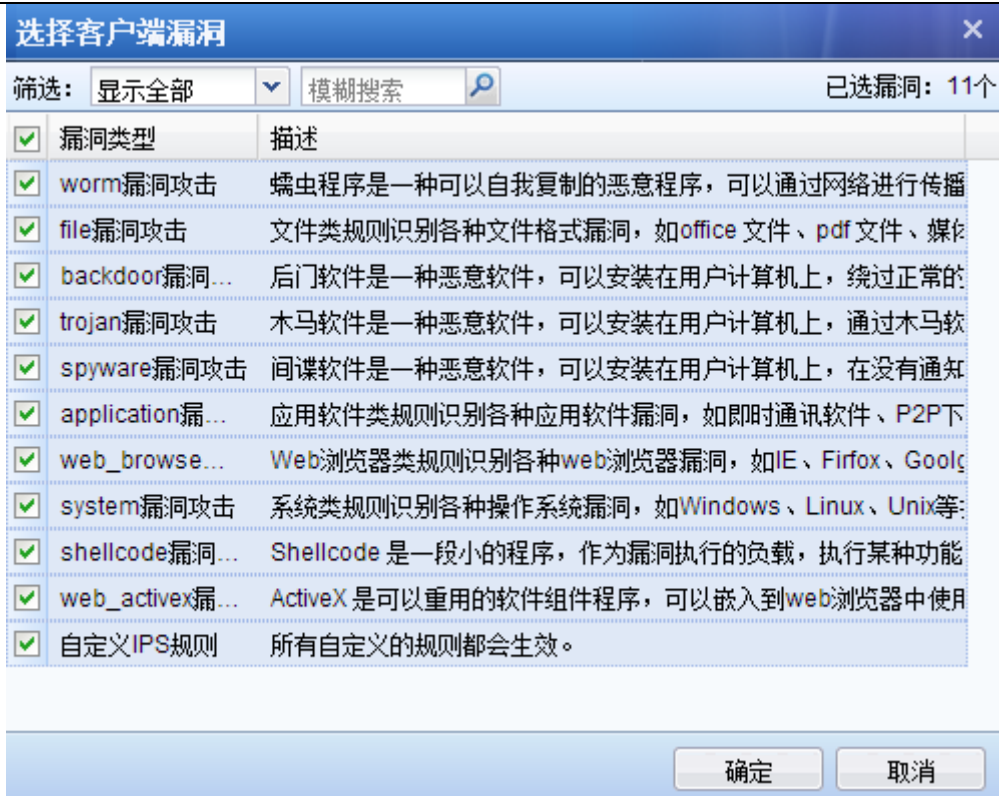 选择客户端漏洞
筛选： 显示全部 模糊搜索 已选漏洞：11个
漏洞类型 描述
worm漏洞攻击 蠕虫程序是一种可以自我复制的恶意程序，可以通过网络进行传播
file漏洞攻击 文件类规则识别各种文件格式漏洞，如office 文件、pdf 文件、媒
backdoor漏洞... 后门软件是一种恶意软件，可以安装在用户计算机上，绕过正常的
trojan漏洞攻击 木马软件是一种恶意软件，可以安装在用户计算机上，通过木马软
spyware漏洞攻击 间谍软件是一种恶意软件，可以安装在用户计算机上，在没有通知
application漏... 应用软件类规则识别各种应用软件漏洞，如即时通讯软件、P2P下
web_browse... Web浏览器类规则识别各种web浏览器漏洞，如IE、Firfox、Goolg
system漏洞攻击 系统类规则识别各种操作系统漏洞，如Windows、Linux、Unix等
shellcode漏洞... Shellcode 是一段小的程序，作为漏洞执行的负载，执行某种功能
web_activex漏... ActiveX 是可以重用的软件组件程序，可以嵌入到web浏览器中使用
自定义IPS规则 所有自定义的规则都会生效。
确定 取消